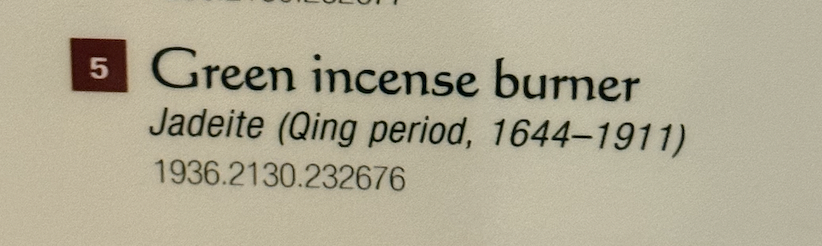 5
Green incense burner
Jadeite (Qing period, 1644–1911)
1936.2130.232676